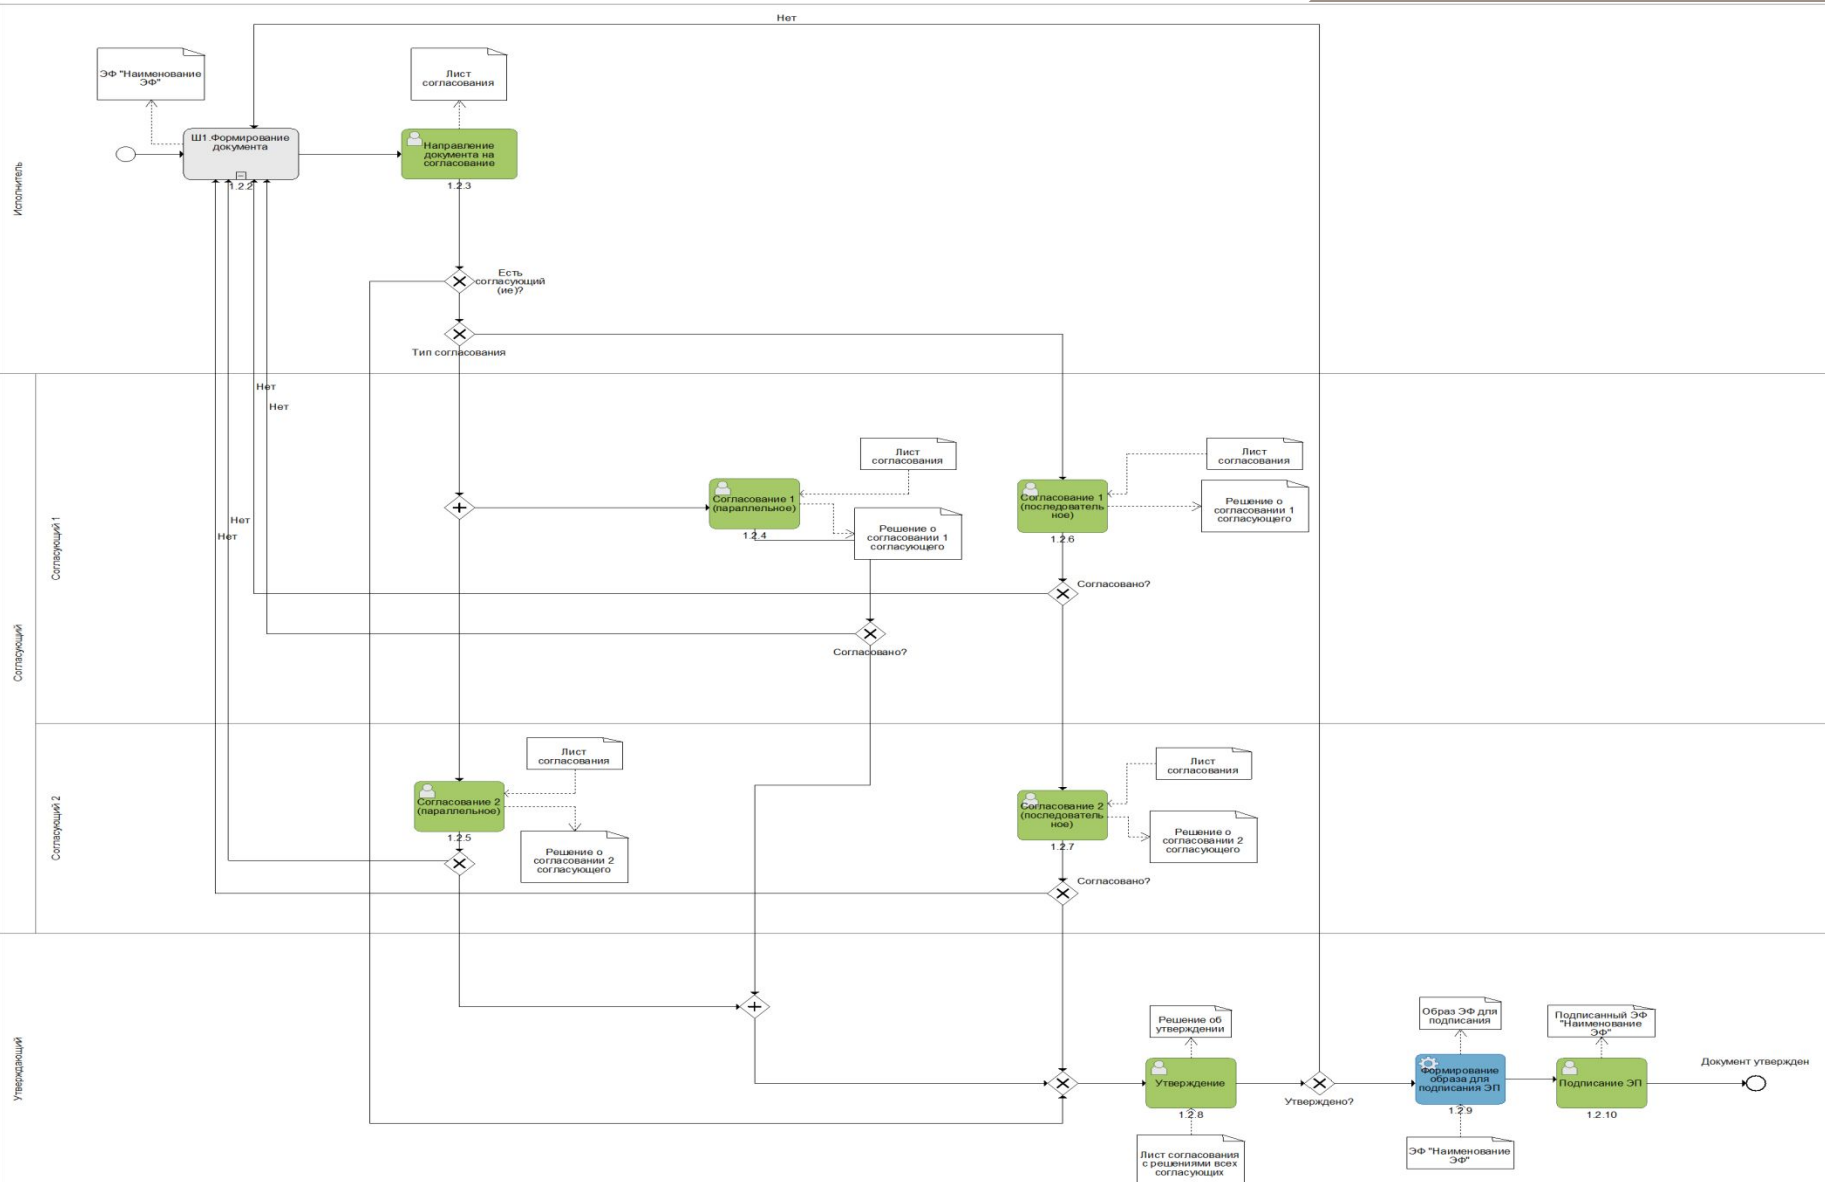 Нет
ЭФ "Наименование
ЭФ"
Лист
согласования
Ш1.Формирование
документа
1.2.2
Направление
документа на
согласование
1.2.3
Исполнитель
Есть
согласующий
(ие)?
Тип согласования
Нет
Нет
Лист
согласования
Лист
согласования
Согласование 1
(параллельное)
1.2.4
Решение о
согласовании 1
согласующего
Согласование 1
(последователь
ное)
1.2.6
Решение о
согласовании 1
согласующего
Нет
Нет
Согласующий 1
Согласовано?
Согласовано?
Согласующий
Лист
согласования
Лист
согласования
Согласование 2
(параллельное)
1.2.5
Решение о
согласовании 2
согласующего
Согласование 2
(последователь
ное)
1.2.7
Решение о
согласовании 2
согласующего
Согласующий 2
Согласовано?
Решение об
утверждении
Образ ЭФ для
подписания
Подписанный ЭФ
"Наименование
ЭФ"
Утверждающий
Утверждение
1.2.8
Утверждено?
Формирование
образа для
подписания ЭП
1.2.9
Подписание ЭП
1.2.10
Документ утвержден
Лист согласования
с решениями всех
согласующих
ЭФ "Наименование
ЭФ"